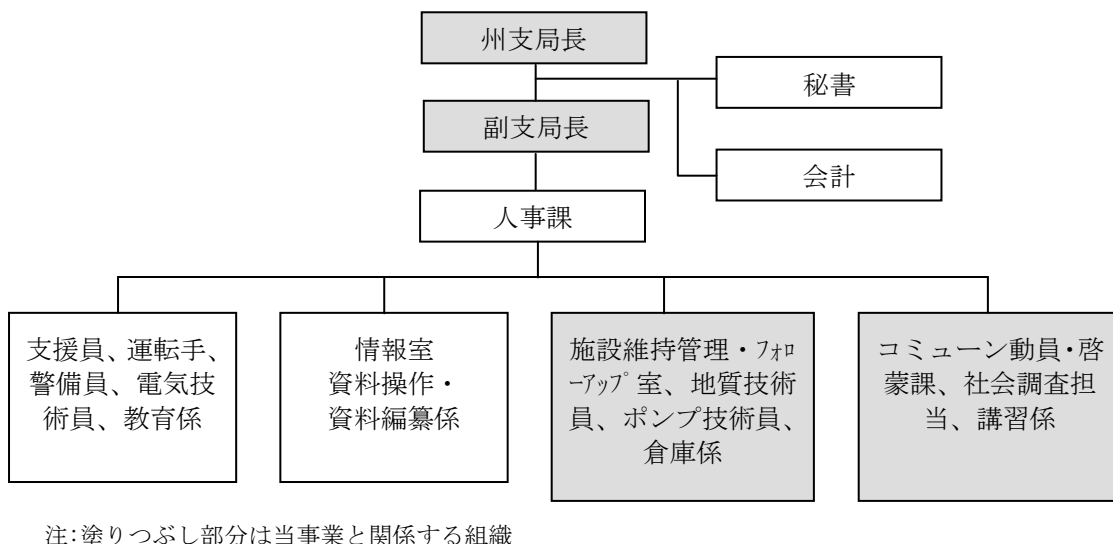 州支局長
秘書
副支局長
会計
人事課
支援員、運転手、
警備員、電気技
術員、教育係
情報室
資料操作・
資料編纂係
施設維持管理・ﾌｫﾛ
ｰｱｯﾌﾟ室、地質技術
員、ポンプ技術員、
倉庫係
コミューン動員・啓
蒙課、社会調査担
当、講習係
注:塗りつぶし部分は当事業と関係する組織